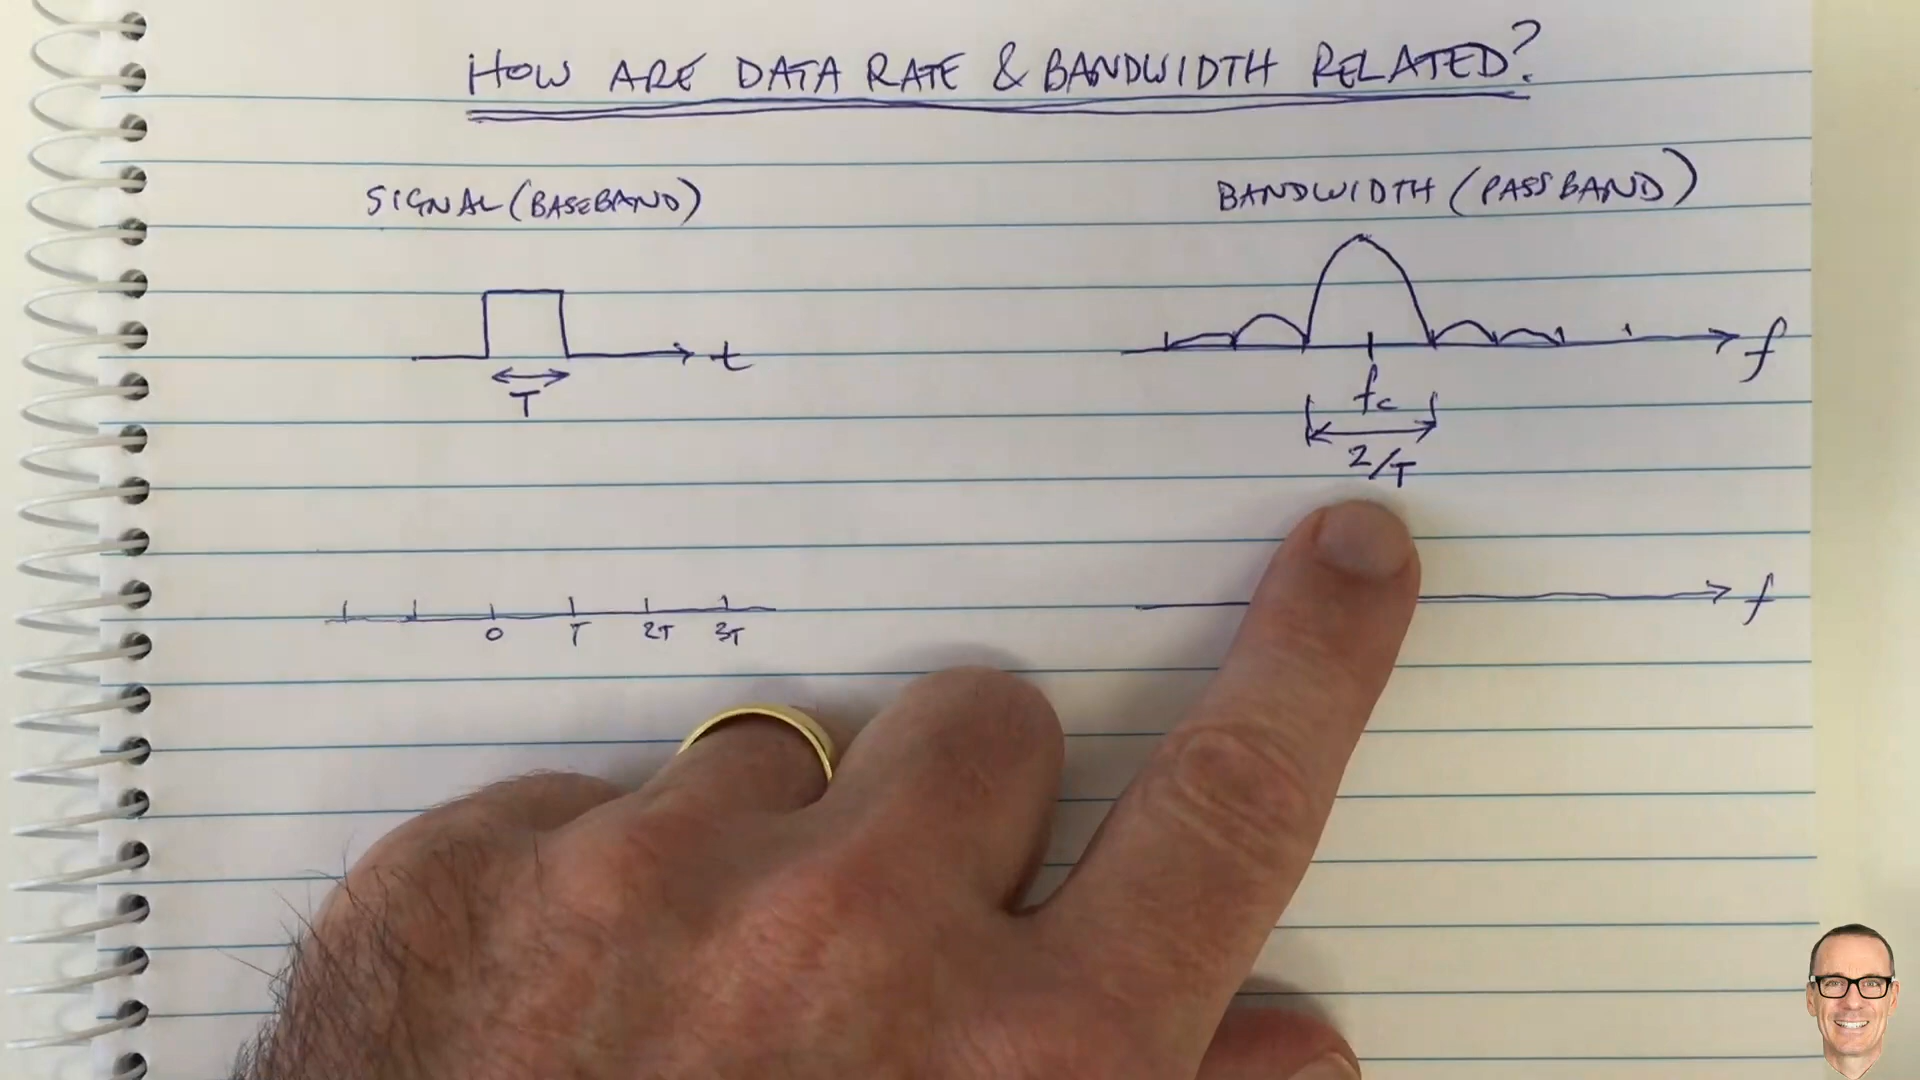 HOW ARE DATA RATE & BANDWIDTH RELATED?
SIGNAL (BASEBAND)
BANDWIDTH (PASSBAND)
t
f
T
fc
2/T
f
0 T 2T 3T